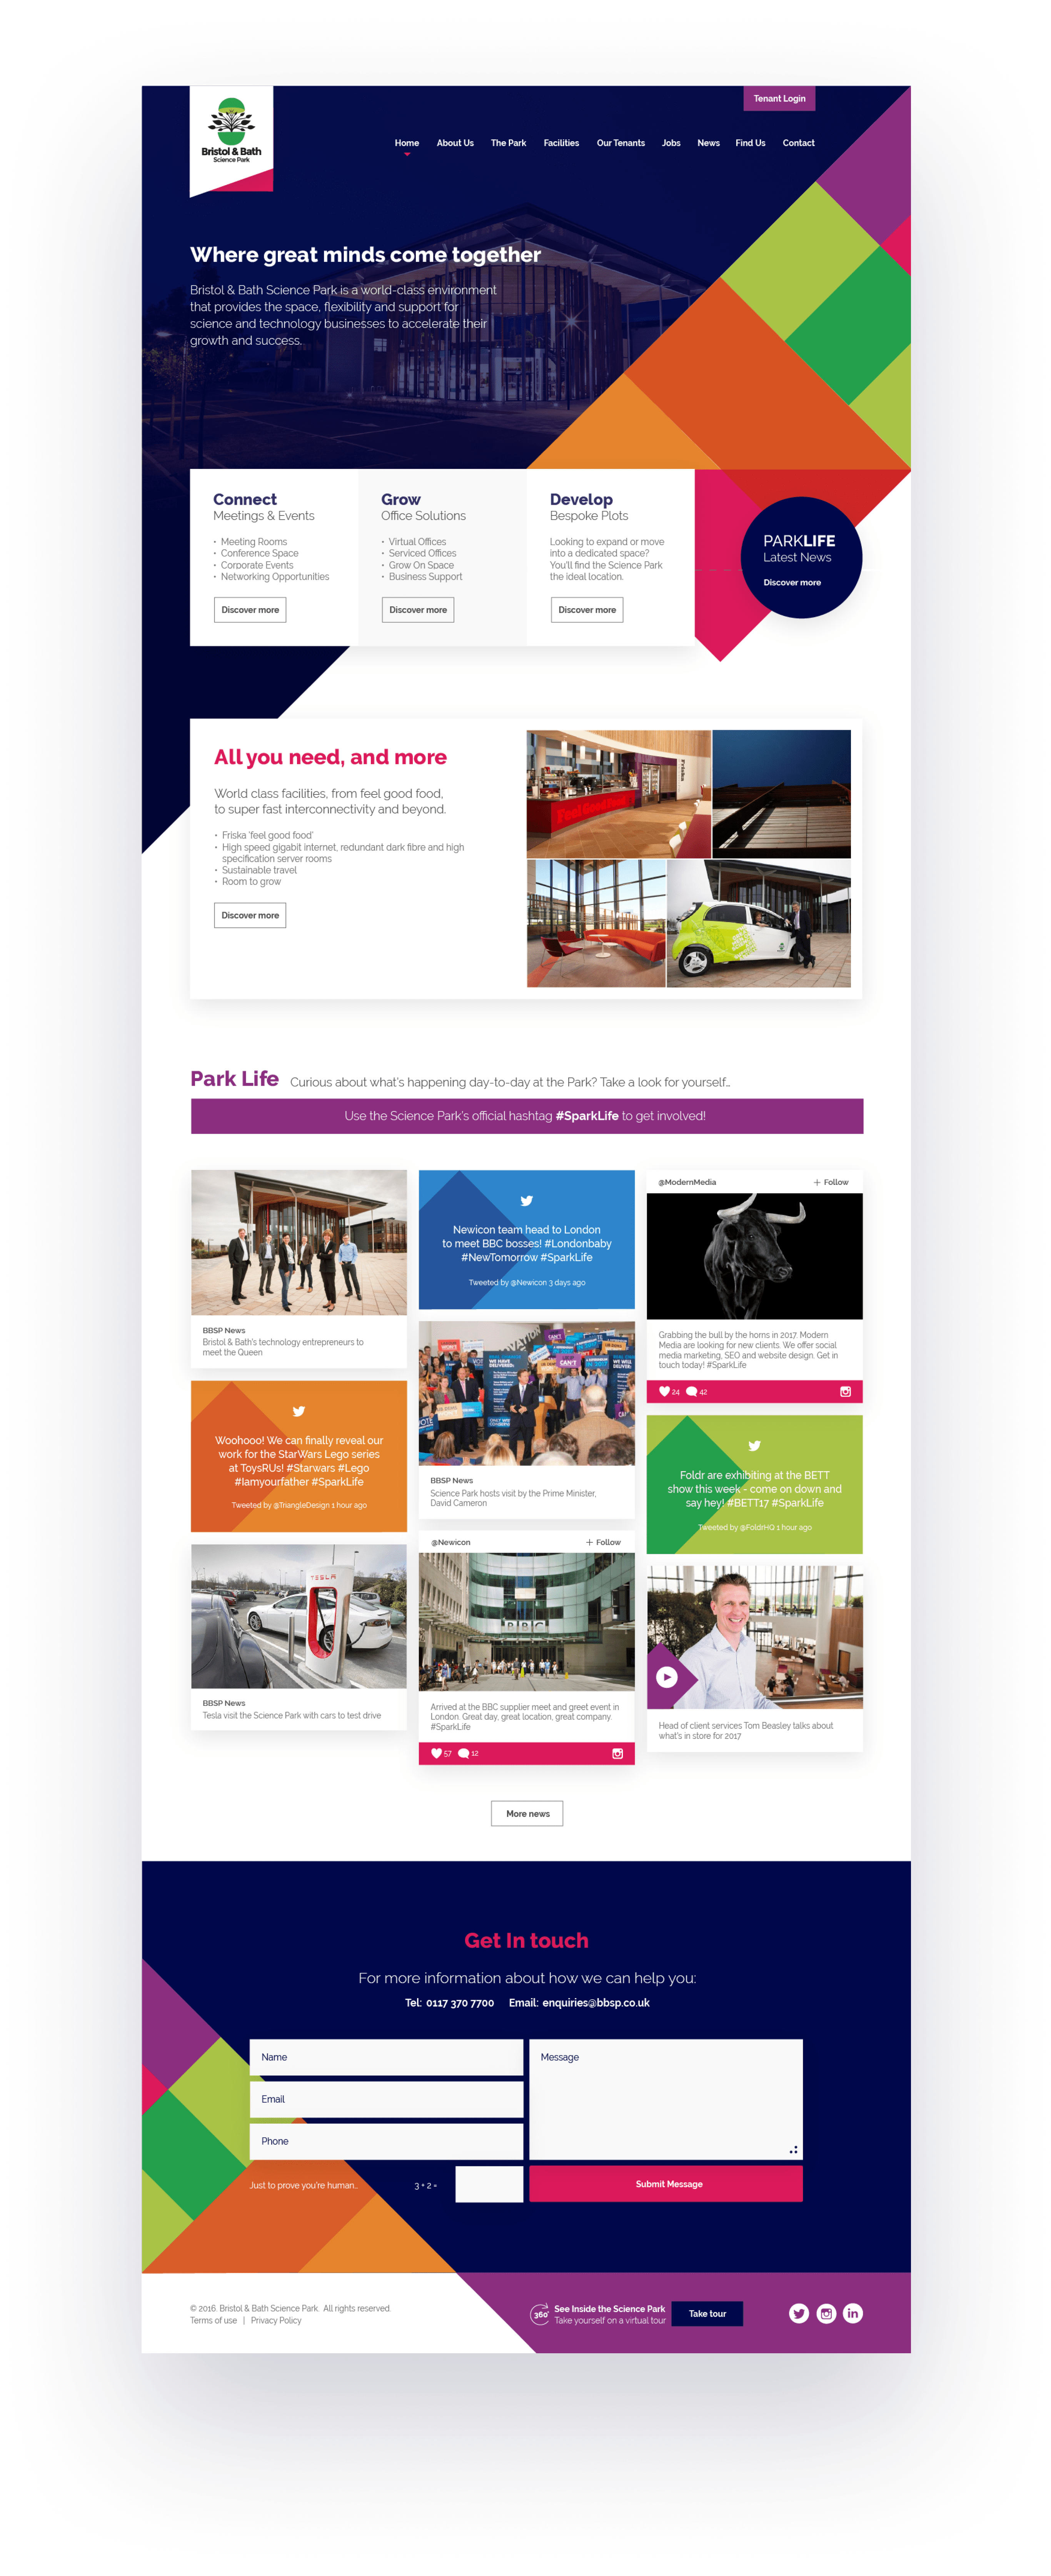 Tenant Login
Bristol & Bath
Science Park
Home About Us The Park Facilities Our Tenants Jobs News Find Us Contact
Where great minds come together
Bristol & Bath Science Park is a world-class environment
that provides the space, flexibility and support for
science and technology businesses to accelerate their
growth and success.
Connect
Meetings & Events
• Meeting Rooms
• Conference Space
• Corporate Events
• Networking Opportunities
Discover more
Grow
Office Solutions
• Virtual Offices
• Serviced Offices
• Grow On Space
• Business Support
Discover more
Develop
Bespoke Plots
Looking to expand or move
into a dedicated space?
You'll find the Science Park
the ideal location.
Discover more
PARKLIFE
Latest News
Discover more
All you need, and more
World class facilities, from feel good food,
to super fast interconnectivity and beyond.
• Friska 'feel good food'
• High speed gigabit internet, redundant dark fibre and high
specification server rooms
• Sustainable travel
• Room to grow
Discover more
Feel Good Food
Friska
Park Life Curious about what's happening day-to-day at the Park? Take a look for yourself...
Use the Science Park's official hashtag #SparkLife to get involved!
BBSP News
Bristol & Bath's technology entrepreneurs to
meet the Queen
Woohooo! We can finally reveal our
work for the StarWars Lego series
at ToysRUs! #Starwars #Lego
#Iamyourfather #SparkLife
Tweeted by @TriangleDesign 1 hour ago
TESLA
BBSP News
Tesla visit the Science Park with cars to test drive
Newicon team head to London
to meet BBC bosses! #Londonbaby
#NewTomorrow #SparkLife
Tweeted by @Newicon 3 days ago
WE HAVE
DELIVERED:
CAN'T
WE WILL
DELIVER:
BBSP News
Science Park hosts visit by the Prime Minister,
David Cameron
@Newicon + Follow
BBC
Arrived at the BBC supplier meet and greet event in
London. Great day, great location, great company.
#SparkLife
57 12
@ModernMedia + Follow
Grabbing the bull by the horns in 2017. Modern
Media are looking for new clients. We offer social
media marketing, SEO and website design. Get in
touch today! #SparkLife
24 42
Foldr are exhibiting at the BETT
show this week - come on down and
say hey! #BETT17 #SparkLife
Tweeted by @FoldrHQ 1 hour ago
Head of client services Tom Beasley talks about
what's in store for 2017
More news
Get In touch
For more information about how we can help you:
Tel: 0117 370 7700 Email: enquiries@bbsp.co.uk
Name
Email
Phone
Message
Just to prove you're human... 3 + 2 =
Submit Message
© 2016. Bristol & Bath Science Park. All rights reserved.
Terms of use | Privacy Policy
360°
See Inside the Science Park
Take yourself on a virtual tour
Take tour
in